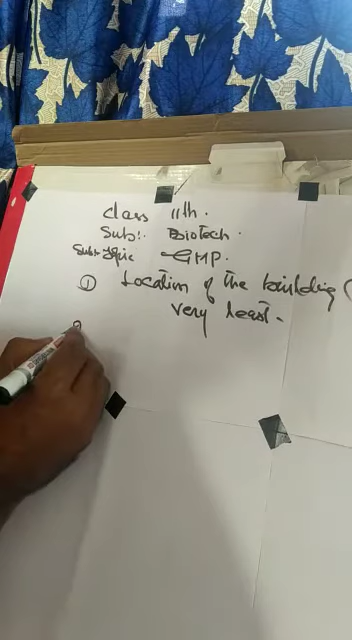 class 11th.
Sub:. Biotech.
Sub:-Topic - GMP.
① Location of the building (
very least.